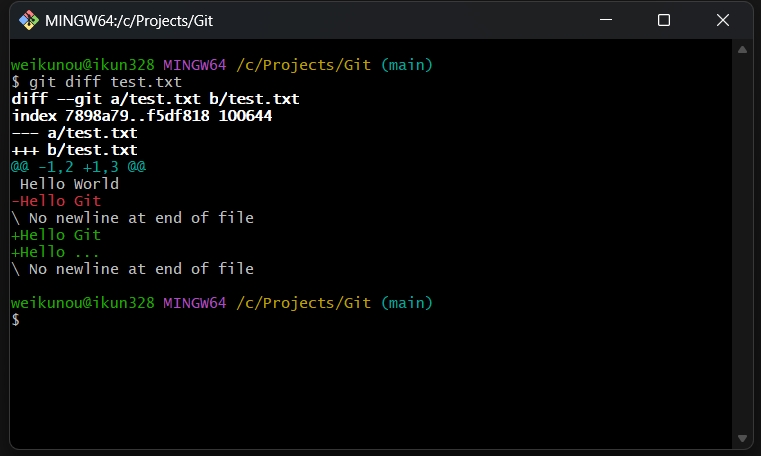 MINGW64:/c/Projects/Git
weikunou@ikun328 MINGW64 /c/Projects/Git (main)
$ git diff test.txt
diff --git a/test.txt b/test.txt
index 7898a79..f5df818 100644
--- a/test.txt
+++ b/test.txt
@@ -1,2 +1,3 @@
 Hello World
-Hello Git
\ No newline at end of file
+Hello Git
+Hello ...
\ No newline at end of file
weikunou@ikun328 MINGW64 /c/Projects/Git (main)
$